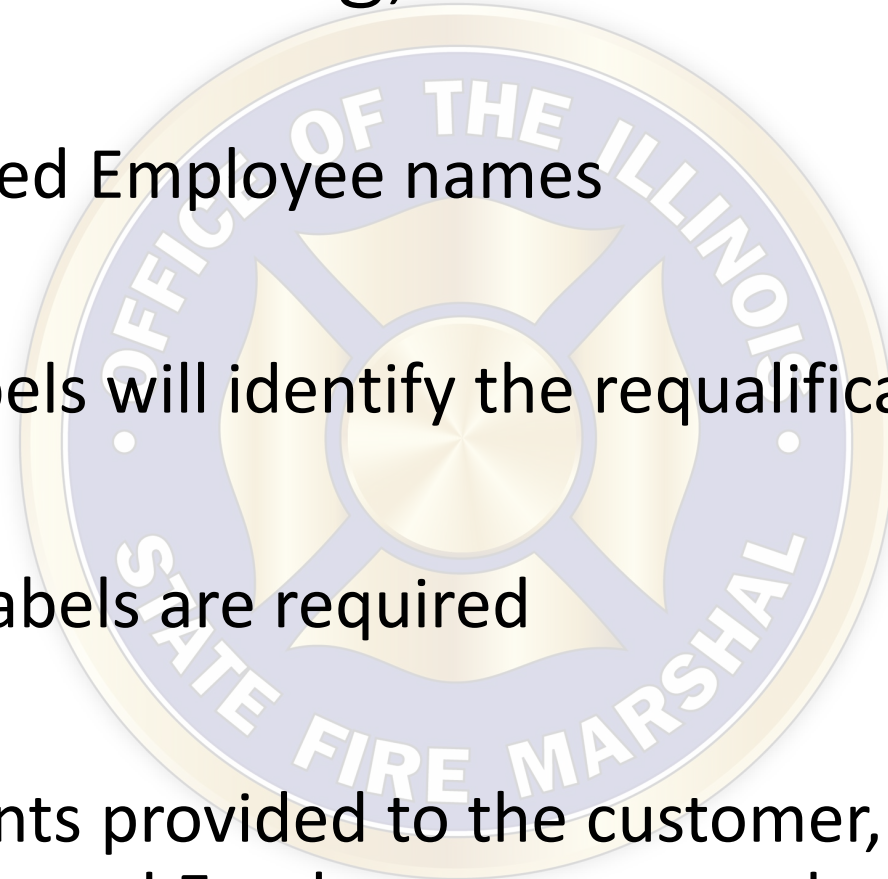 ed Employee names
els will identify the requalifica
abels are required
nts provided to the customer,
OFFICE OF THE ILLINOIS
STATE FIRE MARSHAL